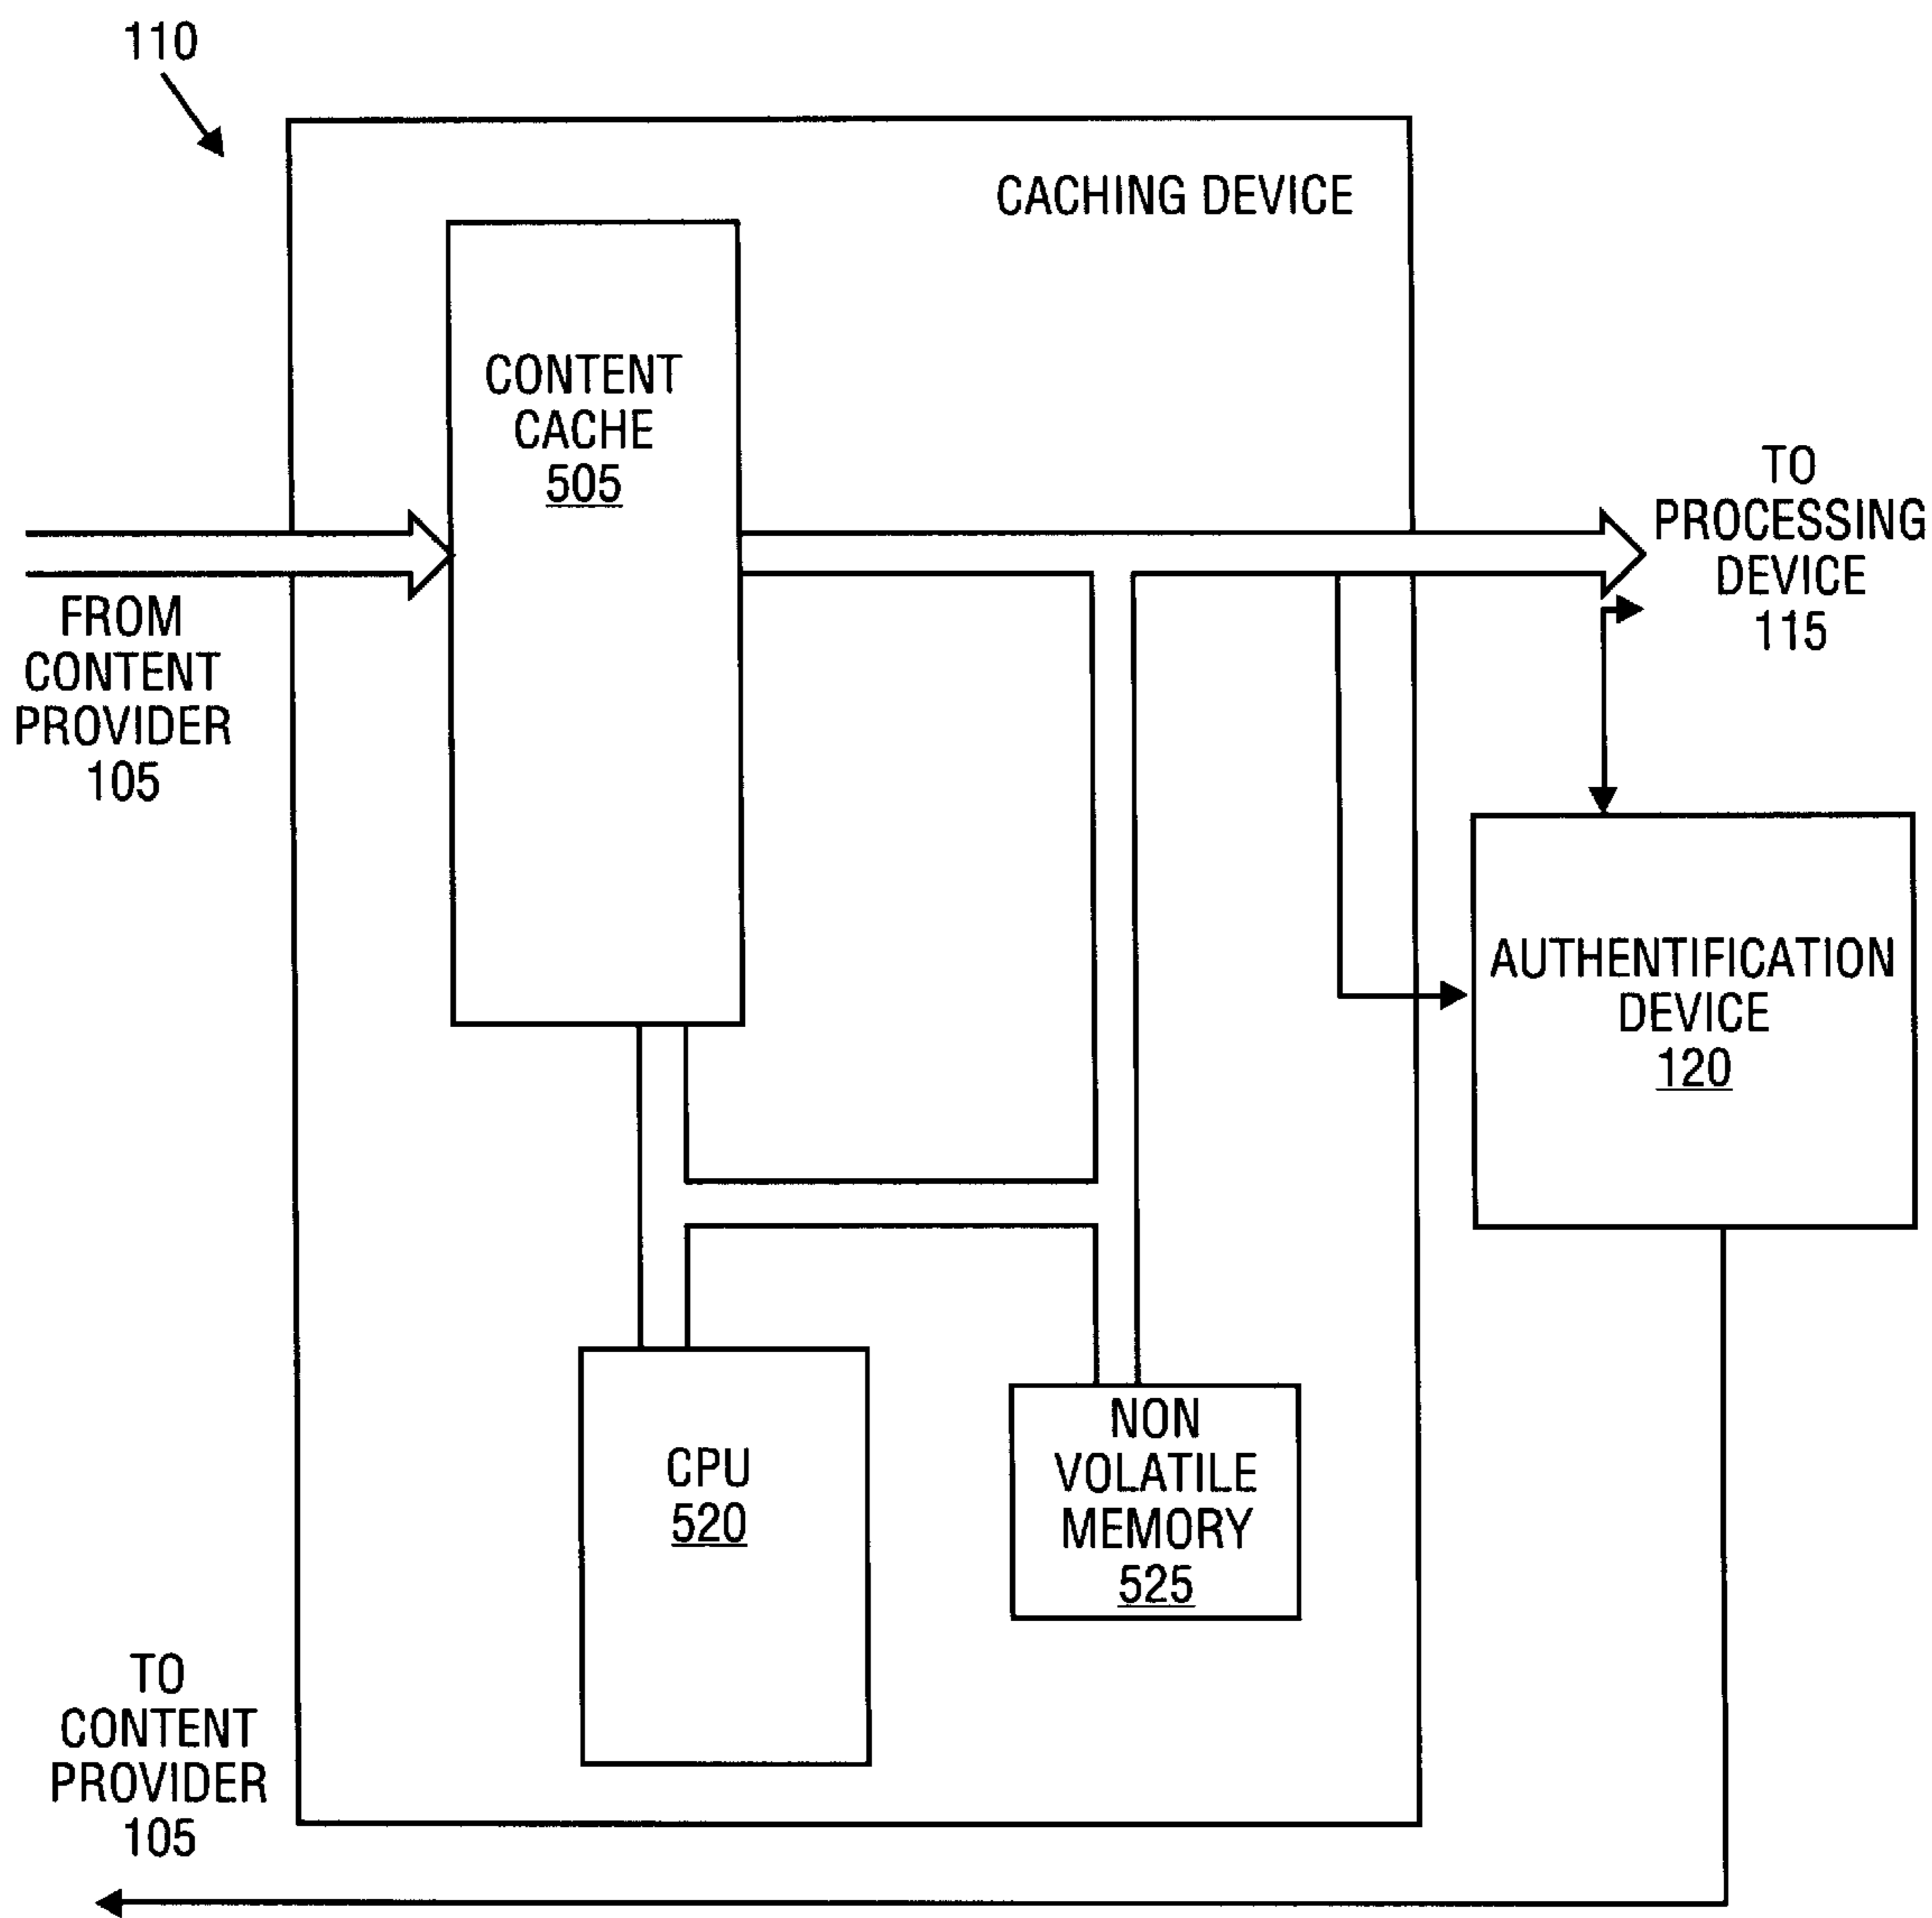 110
CACHING DEVICE
CONTENT
CACHE
505
TO
PROCESSING
DEVICE
115
FROM
CONTENT
PROVIDER
105
AUTHENTIFICATION
DEVICE
120
CPU
520
NON
VOLATILE
MEMORY
525
TO
CONTENT
PROVIDER
105